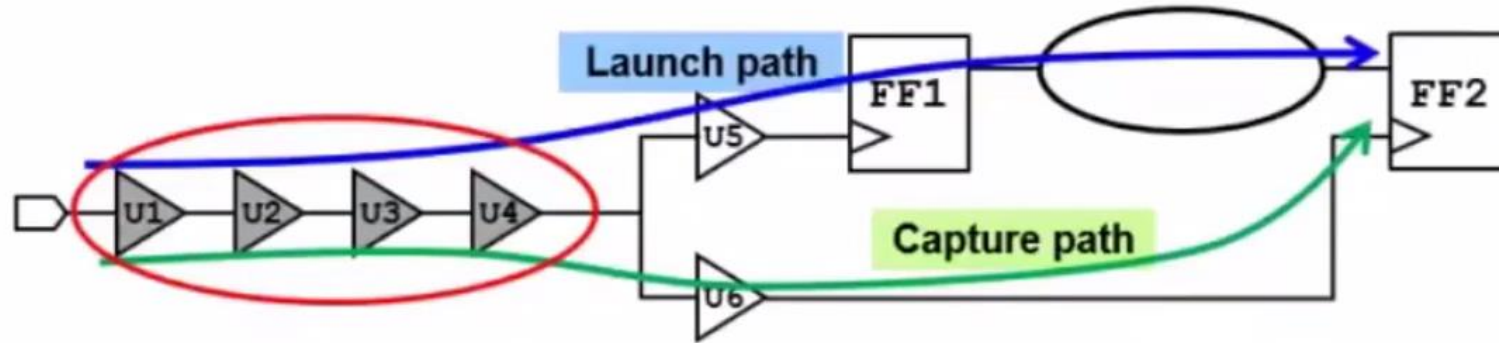 Launch path
FF1
FF2
U5
U1 U2 U3 U4
Capture path
U6